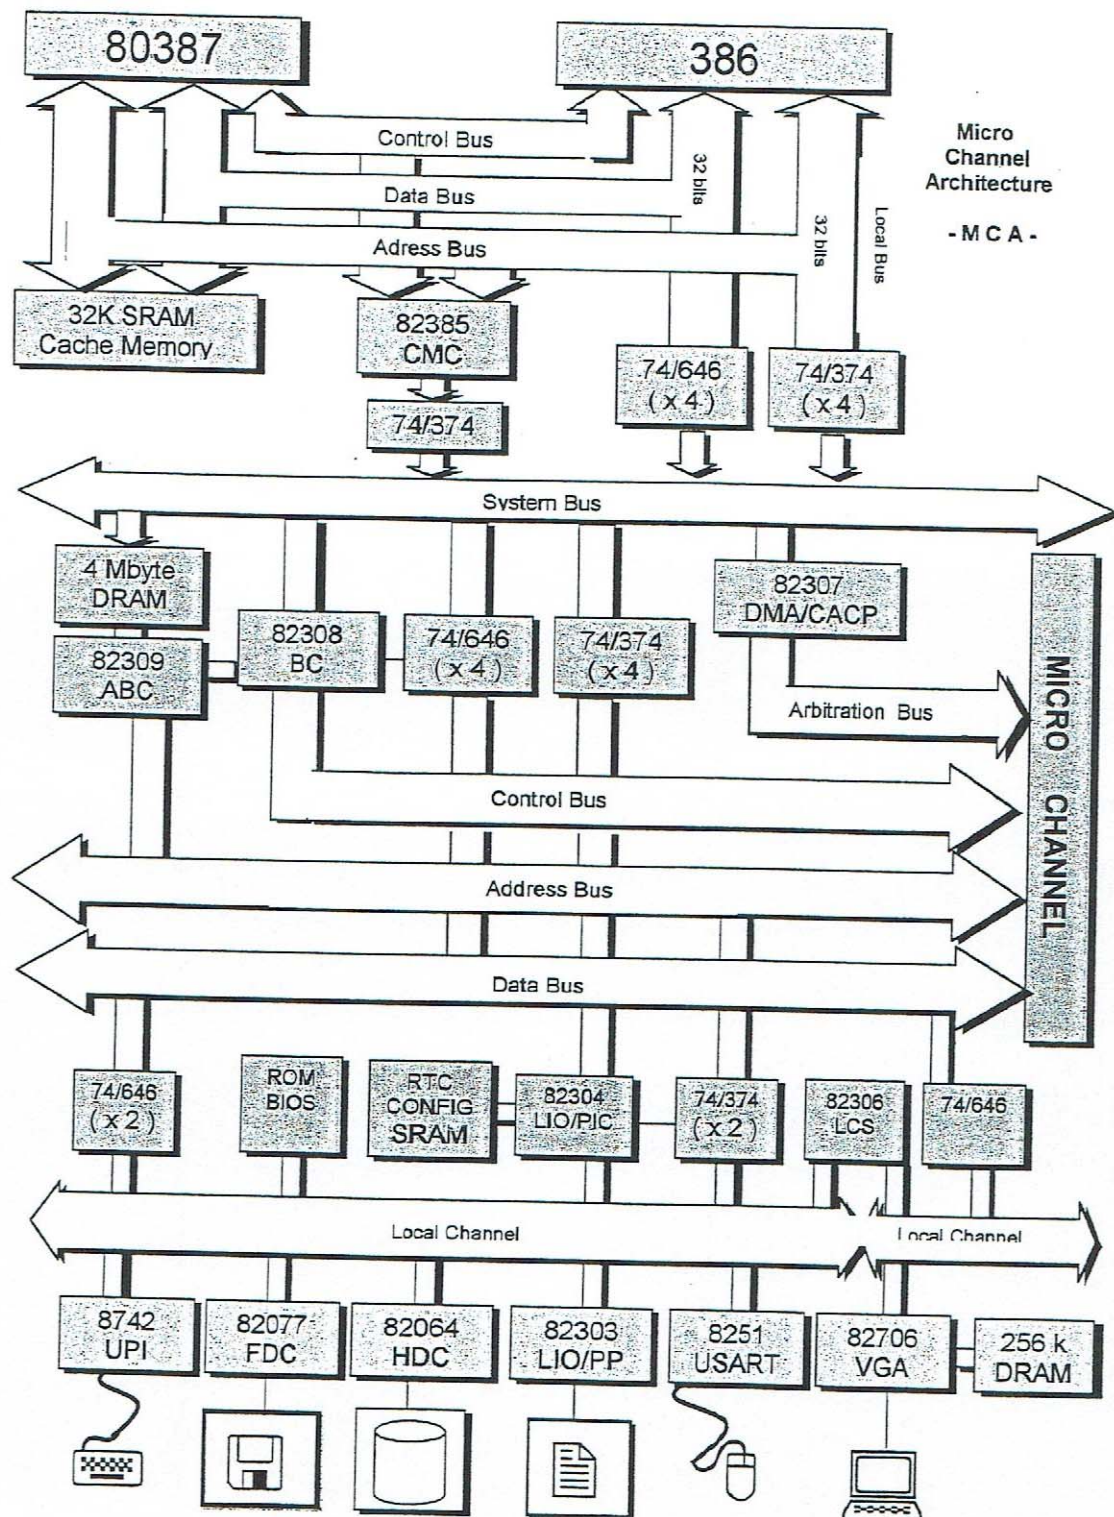 80387
386
Micro
Channel
Architecture
- M C A -
Control Bus
Data Bus
Adress Bus
32 bits
32 bits
Local Bus
32K SRAM
Cache Memory
82385
CMC
74/646
( x 4 )
74/374
( x 4 )
74/374
System Bus
4 Mbyte
DRAM
82309
ABC
82308
BC
74/646
( x 4 )
74/374
( x 4 )
82307
DMA/CACP
Arbitration Bus
MICRO CHANNEL
Control Bus
Address Bus
Data Bus
74/646
( x 2 )
ROM
BIOS
RTC
CONFIG
SRAM
82304
LIO/PIC
74/374
( x 2 )
82306
LCS
74/646
Local Channel
Local Channel
8742
UPI
82077
FDC
82064
HDC
82303
LIO/PP
8251
USART
82706
VGA
256 k
DRAM